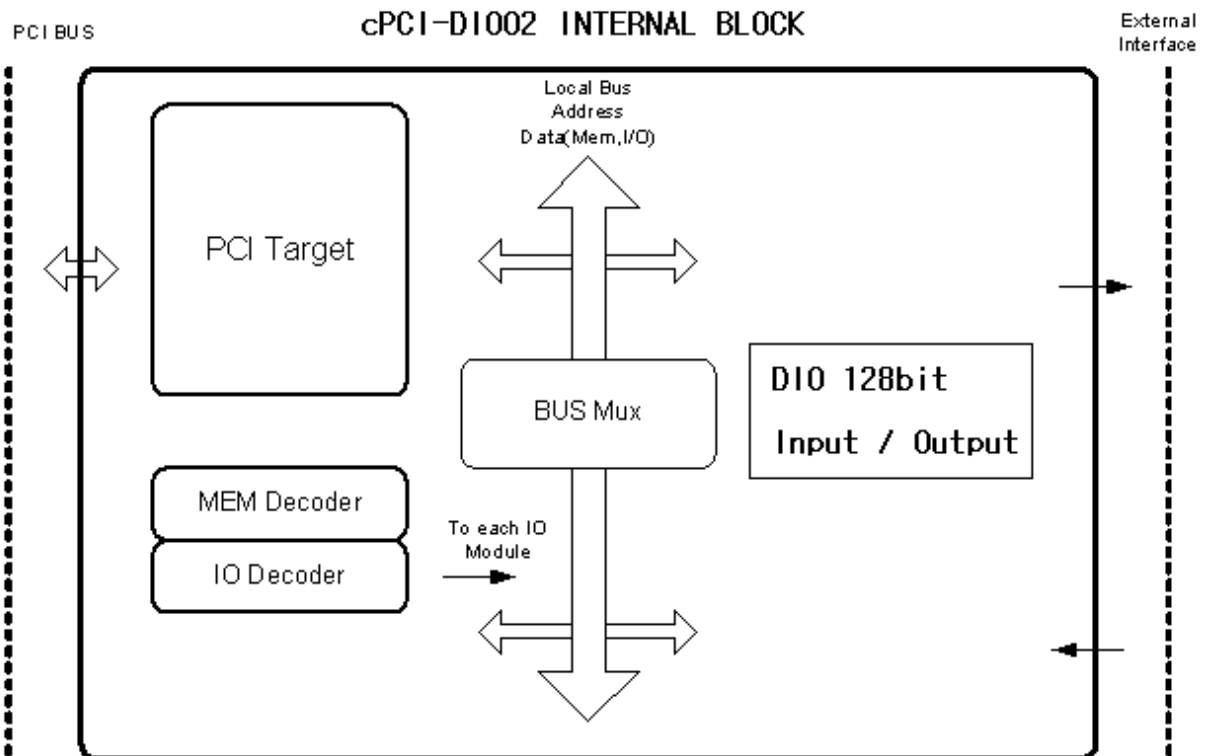 PCI BUS
cPCI-DIO02 INTERNAL BLOCK
External
Interface
Local Bus
Address
Data(Mem,I/O)
PCI Target
BUS Mux
DIO 128bit
Input / Output
MEM Decoder
IO Decoder
To each IO
Module